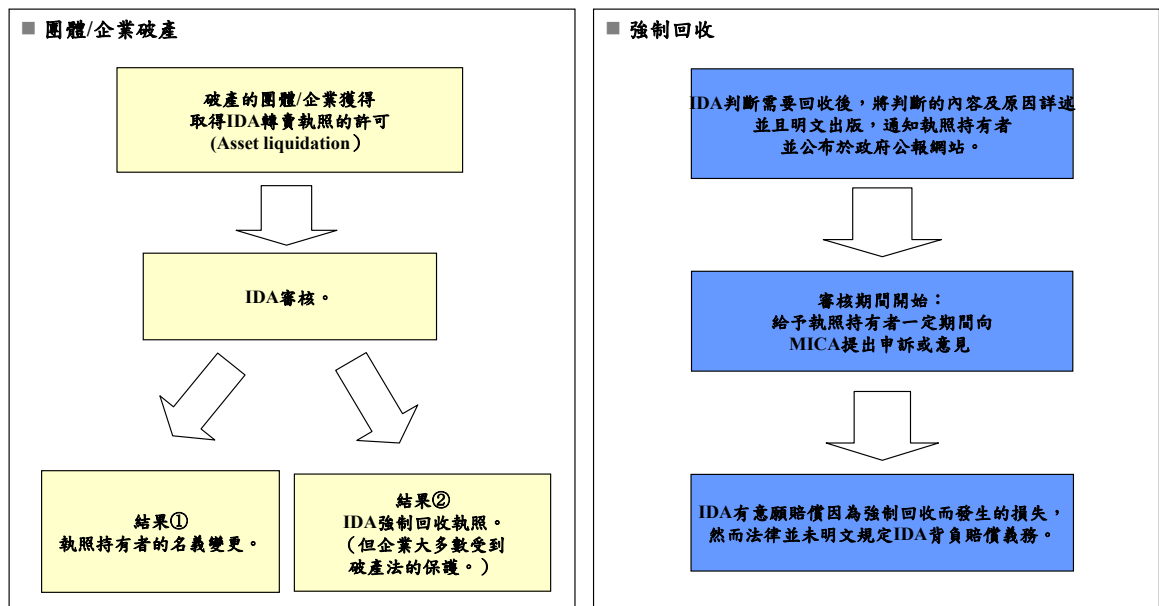 ■ 團體/企業破產
破產的團體/企業獲得
取得IDA轉賣執照的許可
(Asset liquidation）
IDA審核。
結果①
執照持有者的名義變更。
結果②
IDA強制回收執照。
（但企業大多數受到
破產法的保護。）
■ 強制回收
IDA判斷需要回收後，將判斷的內容及原因詳述
並且明文出版，通知執照持有者
並公布於政府公報網站。
審核期間開始：
給予執照持有者一定期間向
MICA提出申訴或意見
IDA有意願賠償因為強制回收而發生的損失，
然而法律並未明文規定IDA背負賠償義務。